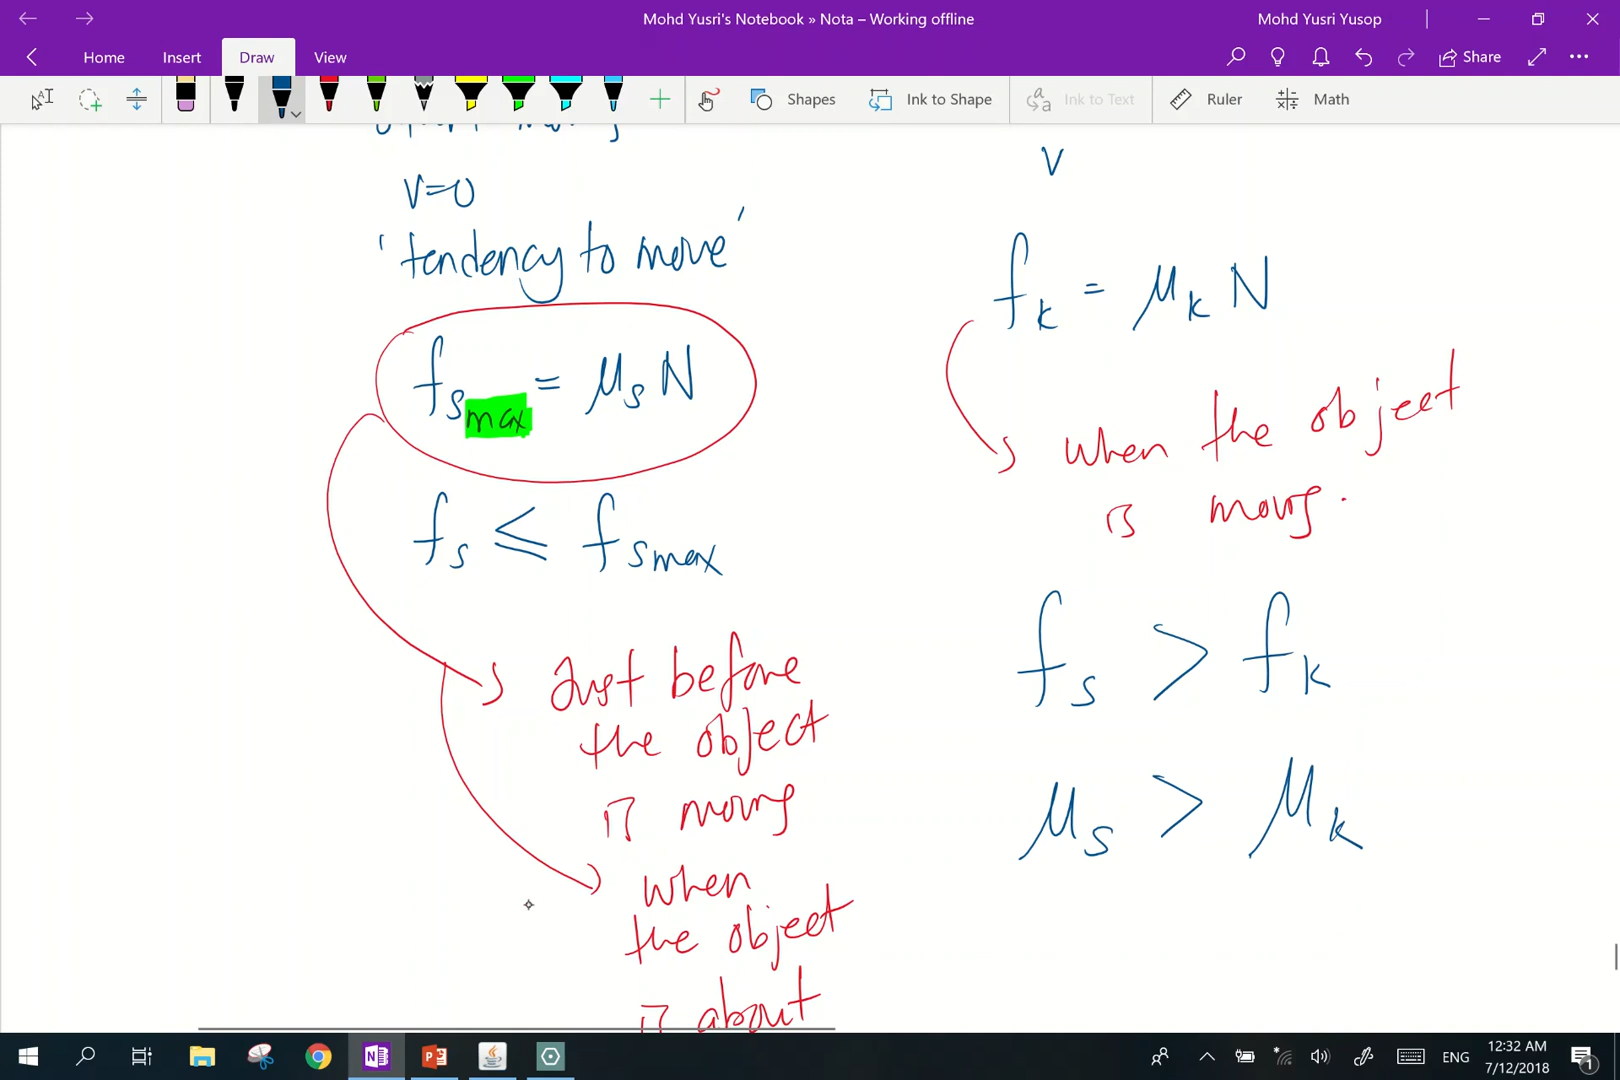 Mohd Yusri's Notebook » Nota – Working offline
Mohd Yusri Yusop
Home Insert Draw View
Share
Shapes Ink to Shape Ink to Text Ruler Math
v=0
'tendency to move'
fsmax = μs N
fs ≤ fsmax
Just before
the object
is moving
when
the object
is about
v
fk = μk N
when the object
is moving.
fs > fk
μs > μk
ENG
12:32 AM
7/12/2018